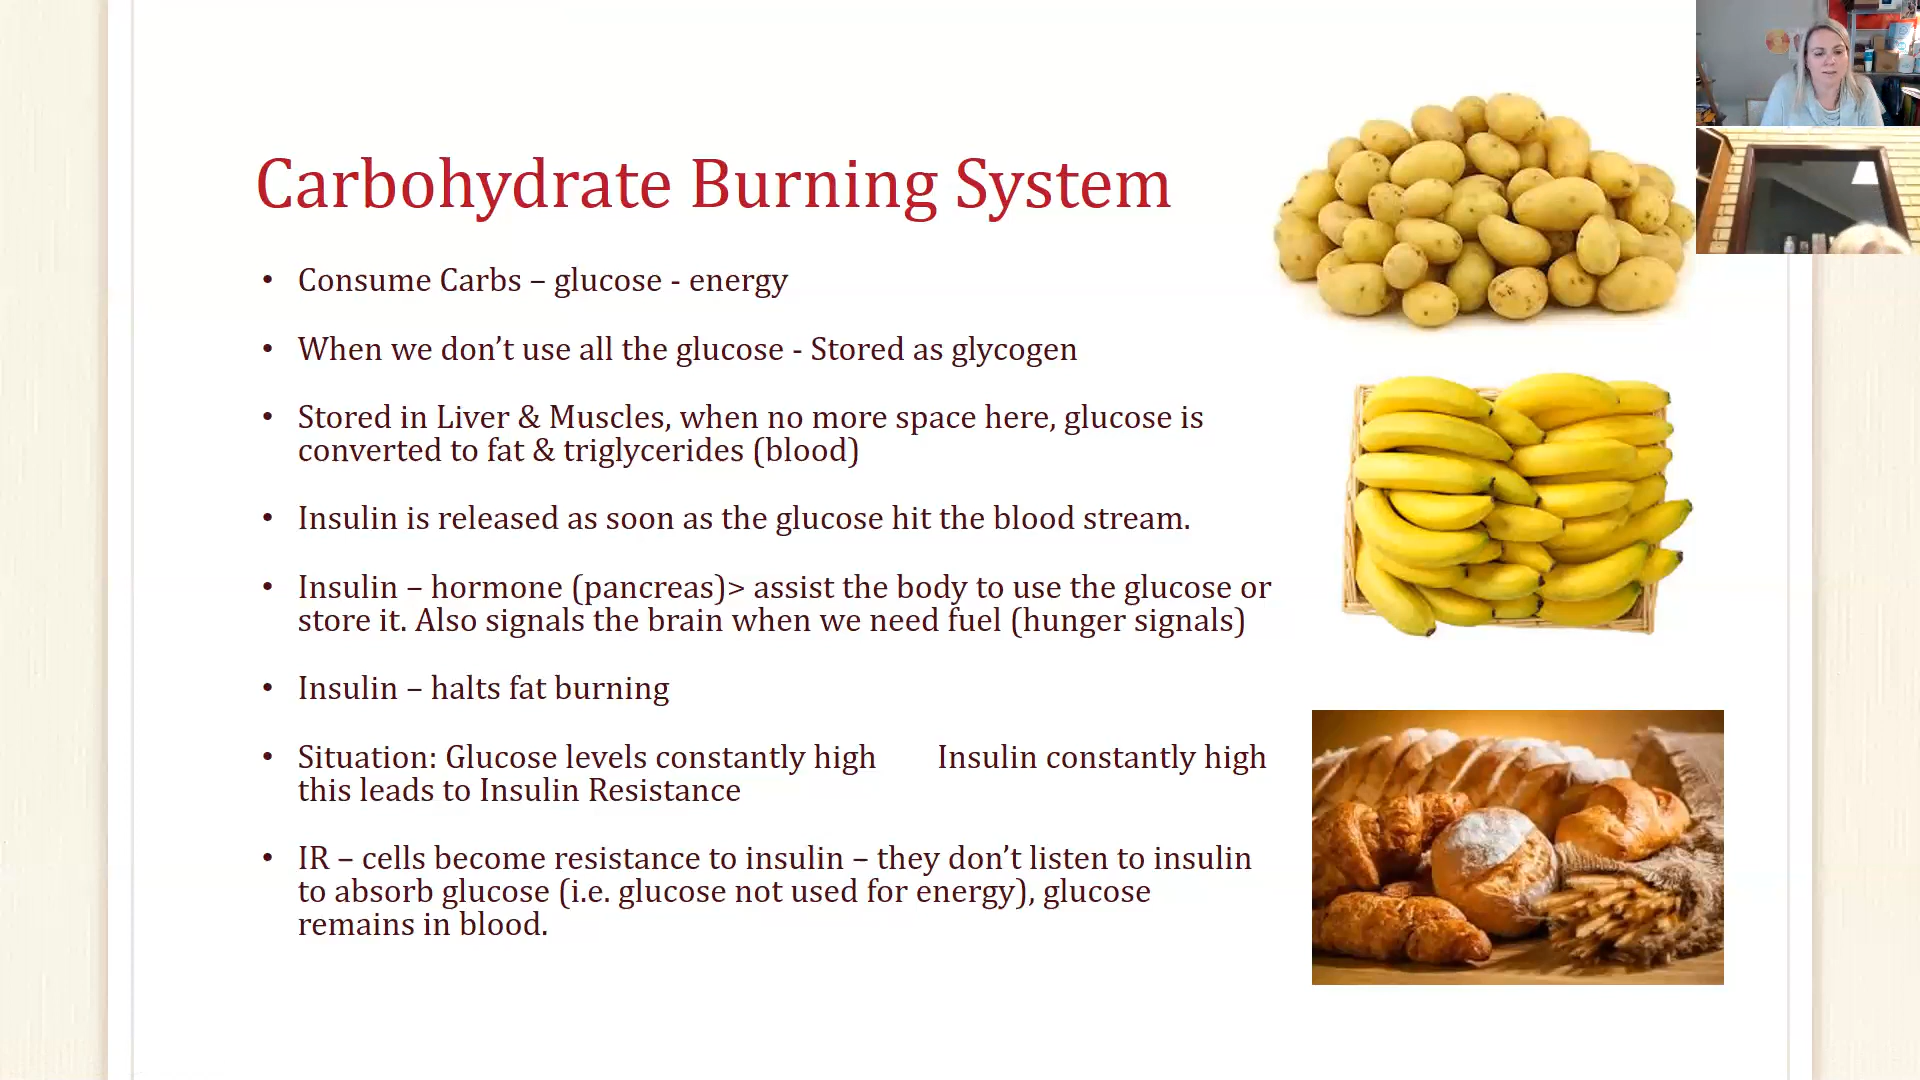 Carbohydrate Burning System
• Consume Carbs – glucose - energy
• When we don’t use all the glucose - Stored as glycogen
• Stored in Liver & Muscles, when no more space here, glucose is
converted to fat & triglycerides (blood)
• Insulin is released as soon as the glucose hit the blood stream.
• Insulin – hormone (pancreas)> assist the body to use the glucose or
store it. Also signals the brain when we need fuel (hunger signals)
• Insulin – halts fat burning
• Situation: Glucose levels constantly high Insulin constantly high
this leads to Insulin Resistance
• IR – cells become resistance to insulin – they don’t listen to insulin
to absorb glucose (i.e. glucose not used for energy), glucose
remains in blood.